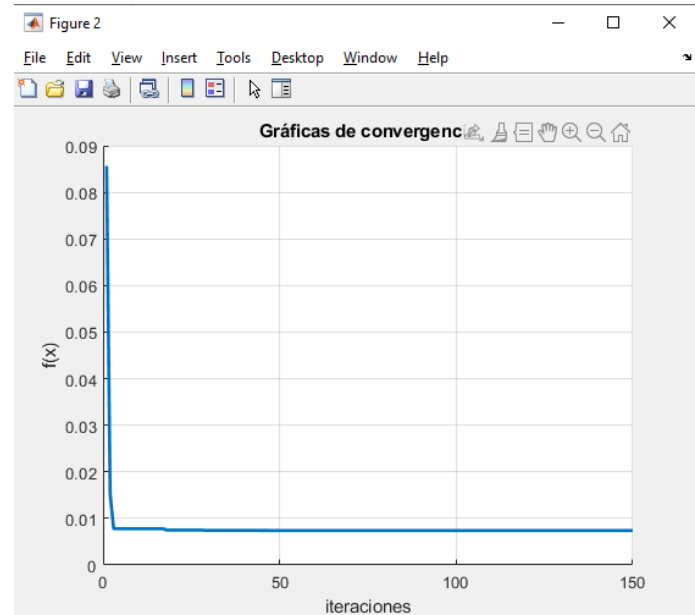 Figure 2
File Edit View Insert Tools Desktop Window Help
Gráficas de convergenc
0.09
0.08
0.07
0.06
0.05
0.04
0.03
0.02
0.01
0
f(x)
0 50 100 150
iteraciones